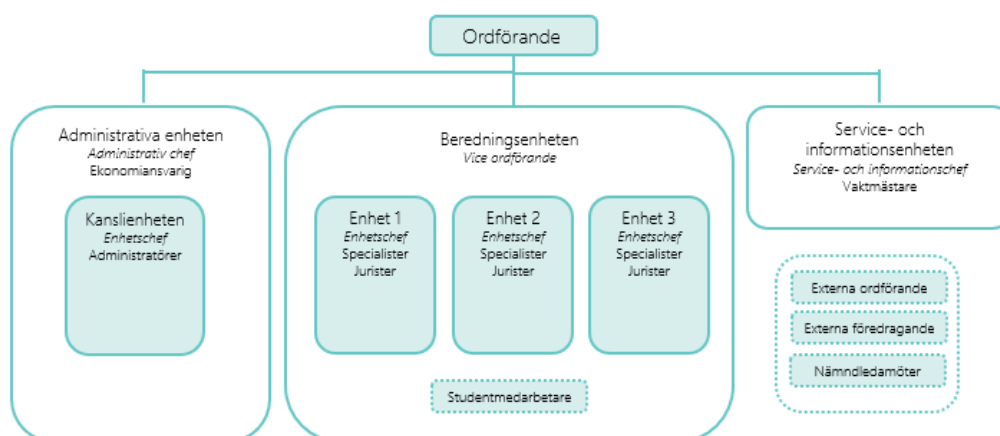 Ordförande
Administrativa enheten
Administrativ chef
Ekonomiansvarig
Kanslienheten
Enhetschef
Administratörer
Beredningsenheten
Vice ordförande
Enhet 1
Enhetschef
Specialister
Jurister
Enhet 2
Enhetschef
Specialister
Jurister
Enhet 3
Enhetschef
Specialister
Jurister
Studentmedarbetare
Service- och
informationsenheten
Service- och informationschef
Vaktmästare
Externa ordförande
Externa föredragande
Nämndledamöter